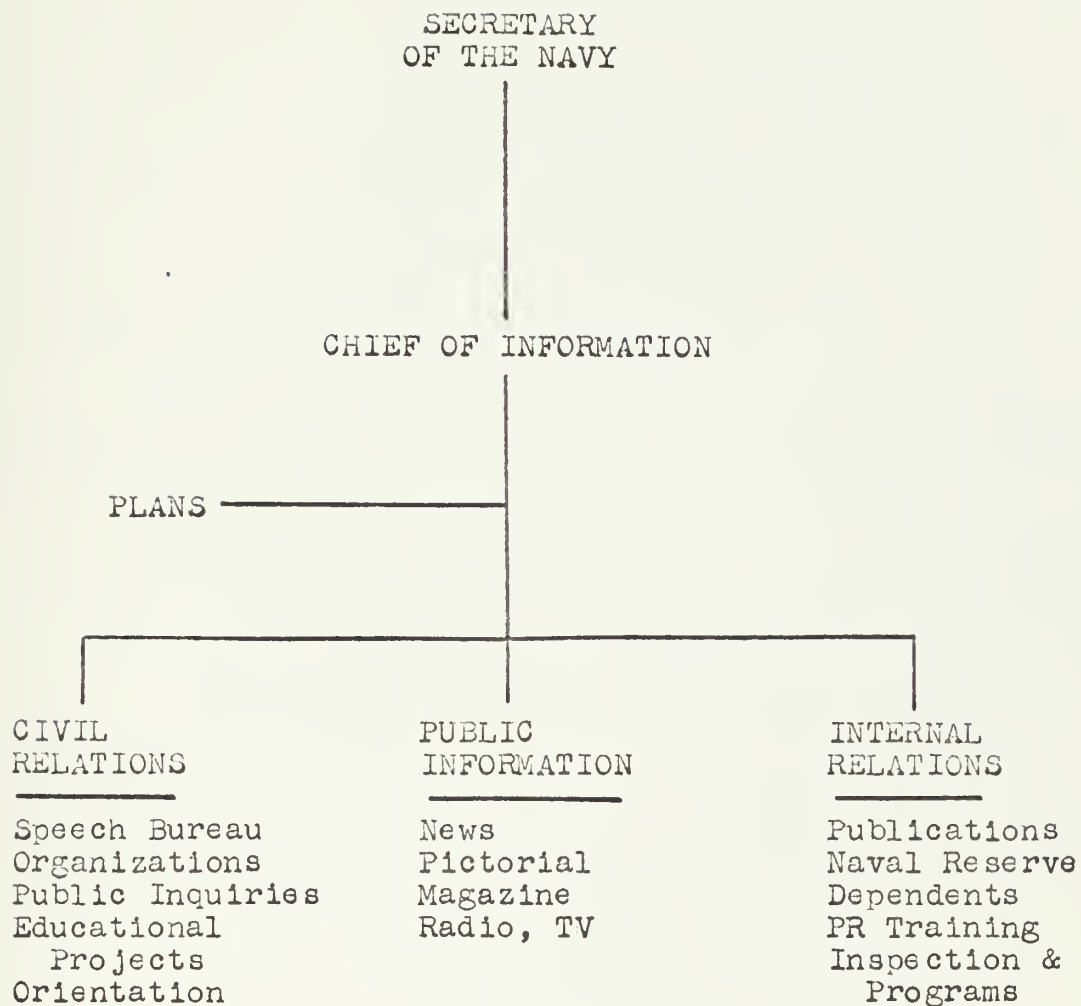 SECRETARY
OF THE NAVY
CHIEF OF INFORMATION
PLANS
CIVIL
RELATIONS
Speech Bureau
Organizations
Public Inquiries
Educational
Projects
Orientation
PUBLIC
INFORMATION
News
Pictorial
Magazine
Radio, TV
INTERNAL
RELATIONS
Publications
Naval Reserve
Dependents
PR Training
Inspection &
Programs